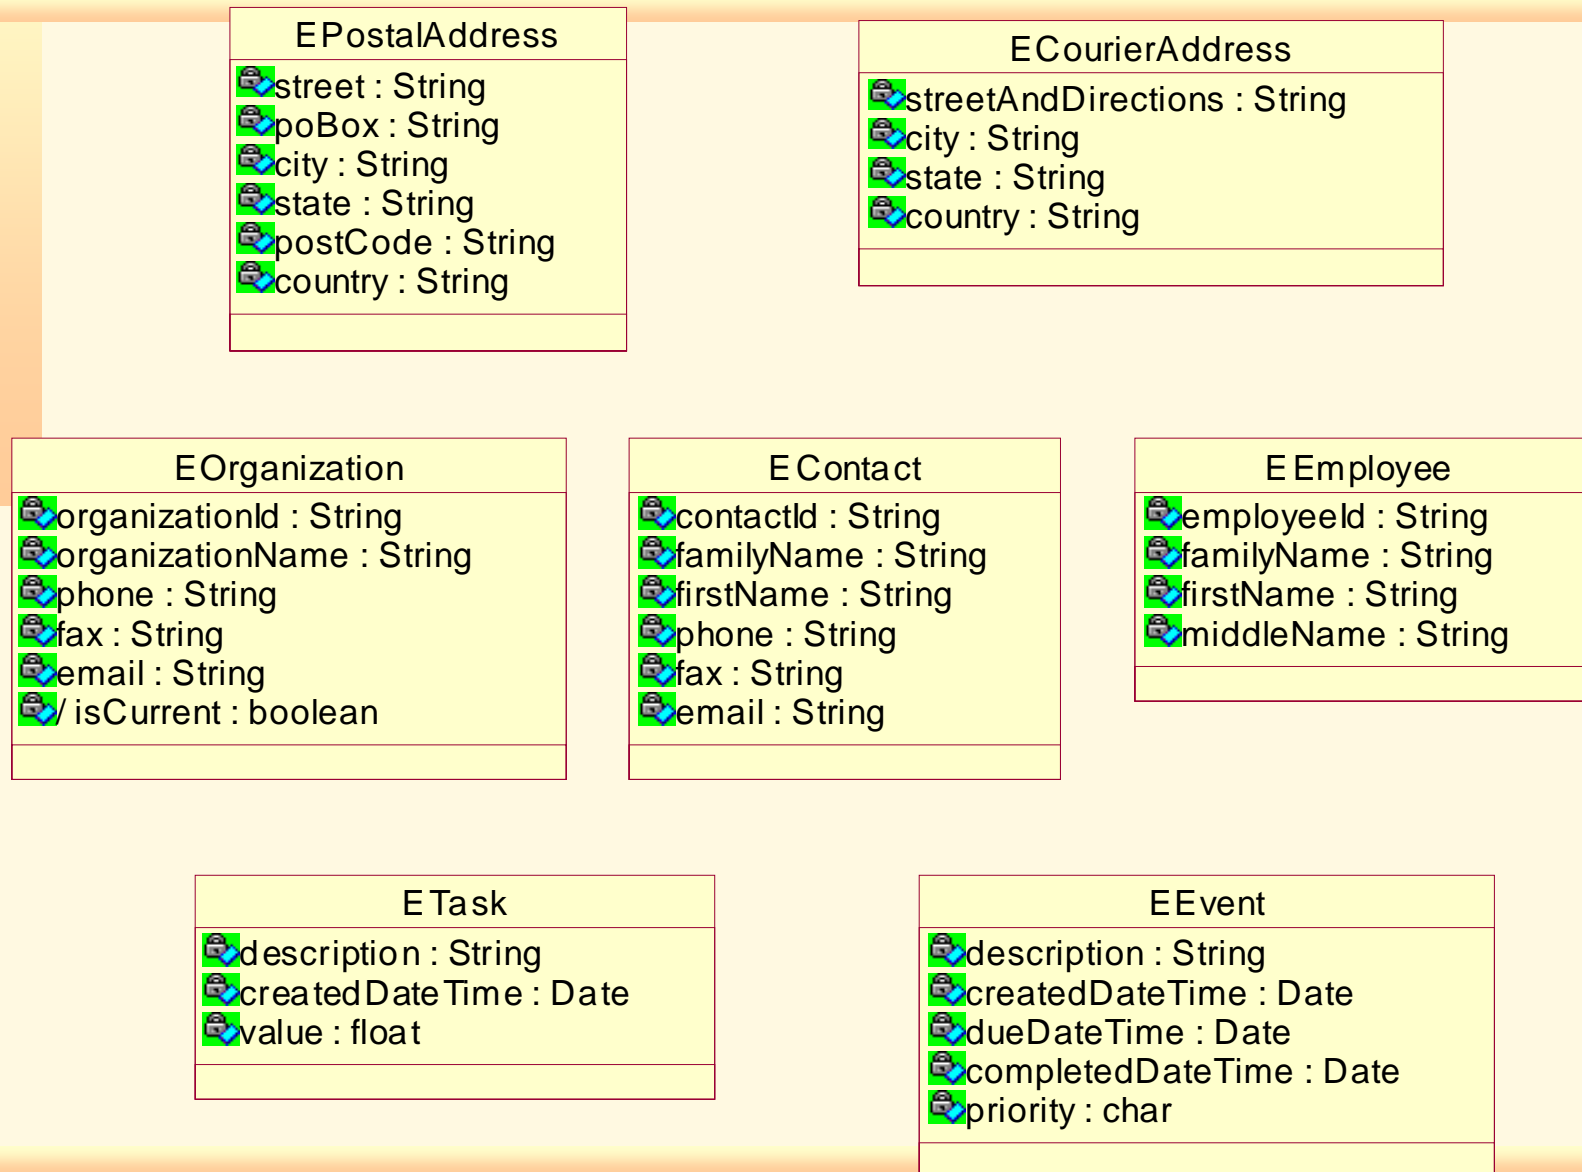 EPostalAddress
street : String
poBox : String
city : String
state : String
postCode : String
country : String
ECourierAddress
streetAndDirections : String
city : String
state : String
country : String
EOrganization
organizationId : String
organizationName : String
phone : String
fax : String
email : String
/ isCurrent : boolean
EContact
contactId : String
familyName : String
firstName : String
phone : String
fax : String
email : String
EEmployee
employeeId : String
familyName : String
firstName : String
middleName : String
ETask
description : String
createdDateTime : Date
value : float
EEvent
description : String
createdDateTime : Date
dueDateTime : Date
completedDateTime : Date
priority : char